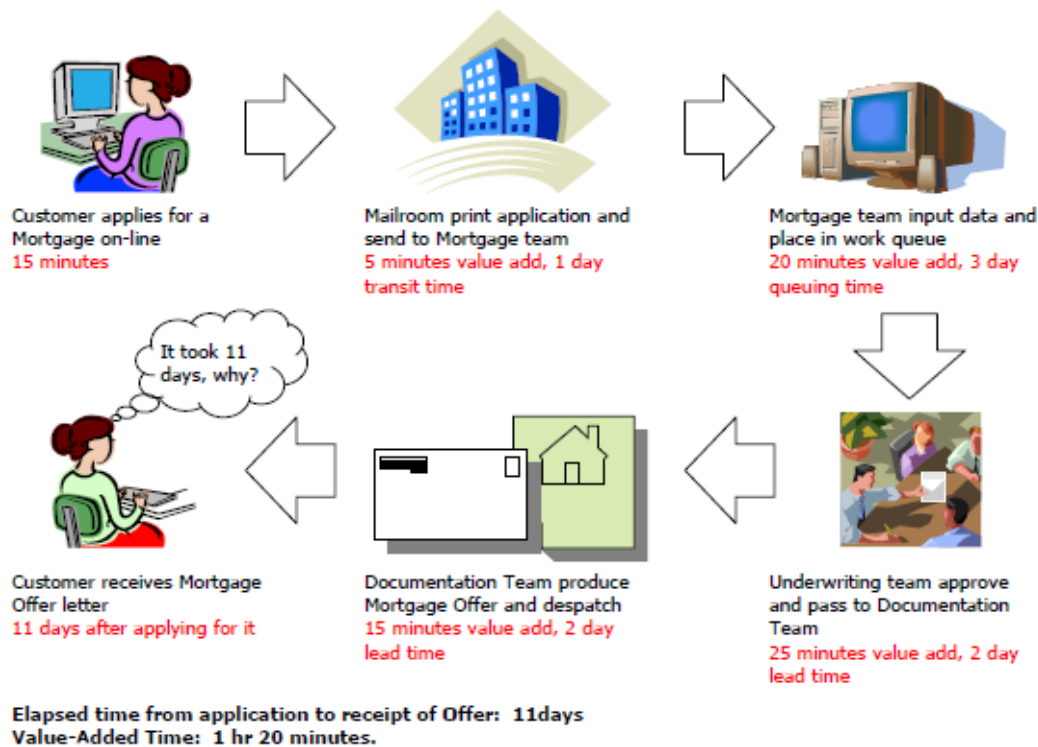 Customer applies for a
Mortgage on-line
15 minutes
Mailroom print application and
send to Mortgage team
5 minutes value add, 1 day
transit time
Mortgage team input data and
place in work queue
20 minutes value add, 3 day
queuing time
Underwriting team approve
and pass to Documentation
Team
25 minutes value add, 2 day
lead time
Documentation Team produce
Mortgage Offer and despatch
15 minutes value add, 2 day
lead time
It took 11
days, why?
Customer receives Mortgage
Offer letter
11 days after applying for it
Elapsed time from application to receipt of Offer: 11days
Value-Added Time: 1 hr 20 minutes.